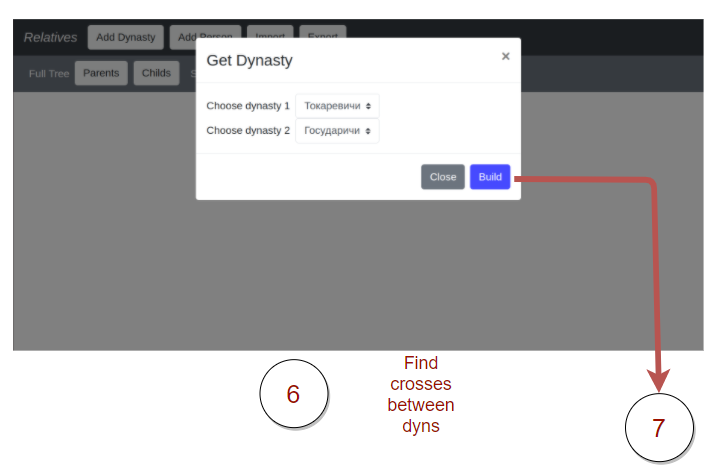 Relatives Add Dynasty Add Person Import Export
Get Dynasty ×
Full Tree Parents Childs S
Choose dynasty 1 Токаревичи
Choose dynasty 2 Государичи
Close Build
Find
crosses
between
dyns
6
7